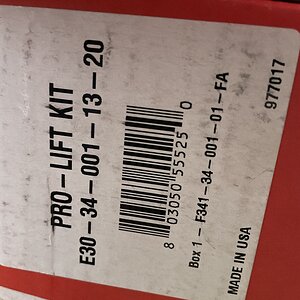 PRO-LIFT KIT
E30-34-001-13-20
8 03050 55525 0
Box 1 - F341-34-001-01-FA
MADE IN USA
977017